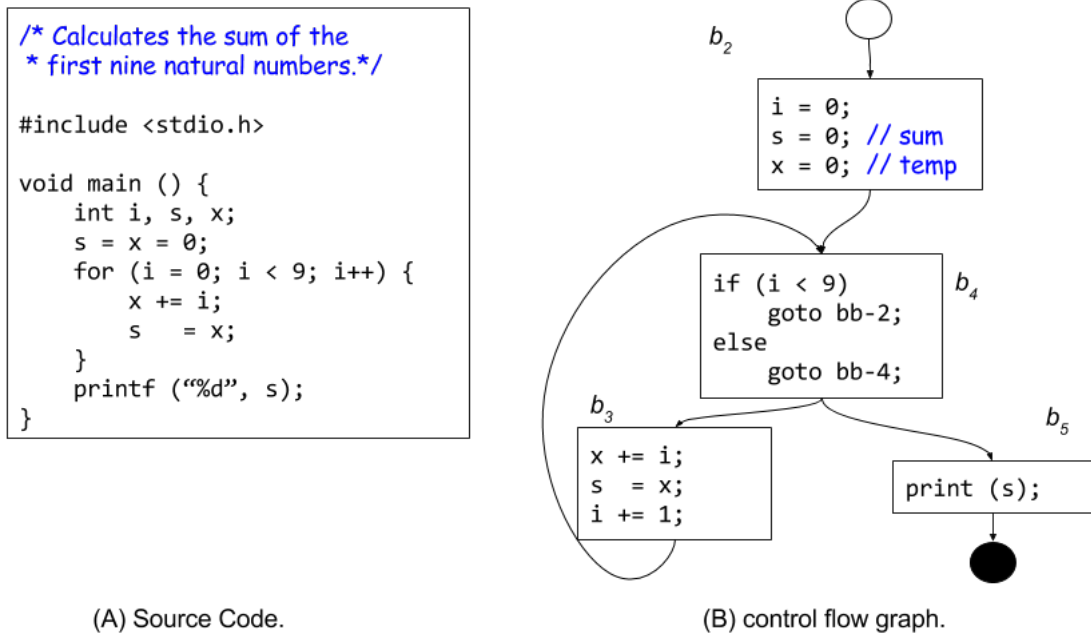 /* Calculates the sum of the
* first nine natural numbers.*/
#include <stdio.h>
void main () {
int i, s, x;
s = x = 0;
for (i = 0; i < 9; i++) {
x += i;
s = x;
}
printf (“%d”, s);
}
(A) Source Code.
b2
i = 0;
s = 0; // sum
x = 0; // temp
b4
if (i < 9)
goto bb-2;
else
goto bb-4;
b3
x += i;
s = x;
i += 1;
b5
print (s);
(B) control flow graph.